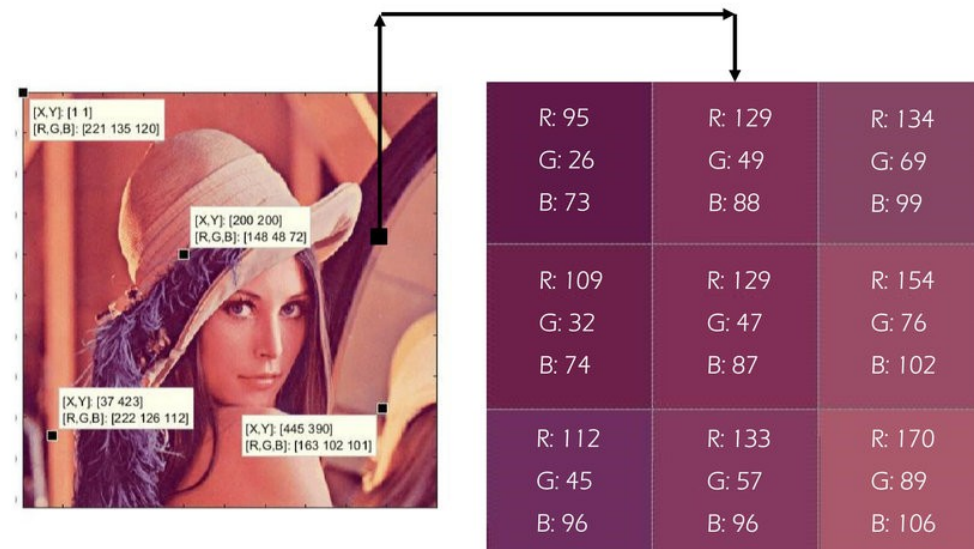 [X,Y]: [1 1]
[R,G,B]: [221 135 120]
[X,Y]: [200 200]
[R,G,B]: [148 48 72]
[X,Y]: [37 423]
[R,G,B]: [222 126 112]
[X,Y]: [445 390]
[R,G,B]: [163 102 101]
R: 95
G: 26
B: 73
R: 129
G: 49
B: 88
R: 134
G: 69
B: 99
R: 109
G: 32
B: 74
R: 129
G: 47
B: 87
R: 154
G: 76
B: 102
R: 112
G: 45
B: 96
R: 133
G: 57
B: 96
R: 170
G: 89
B: 106